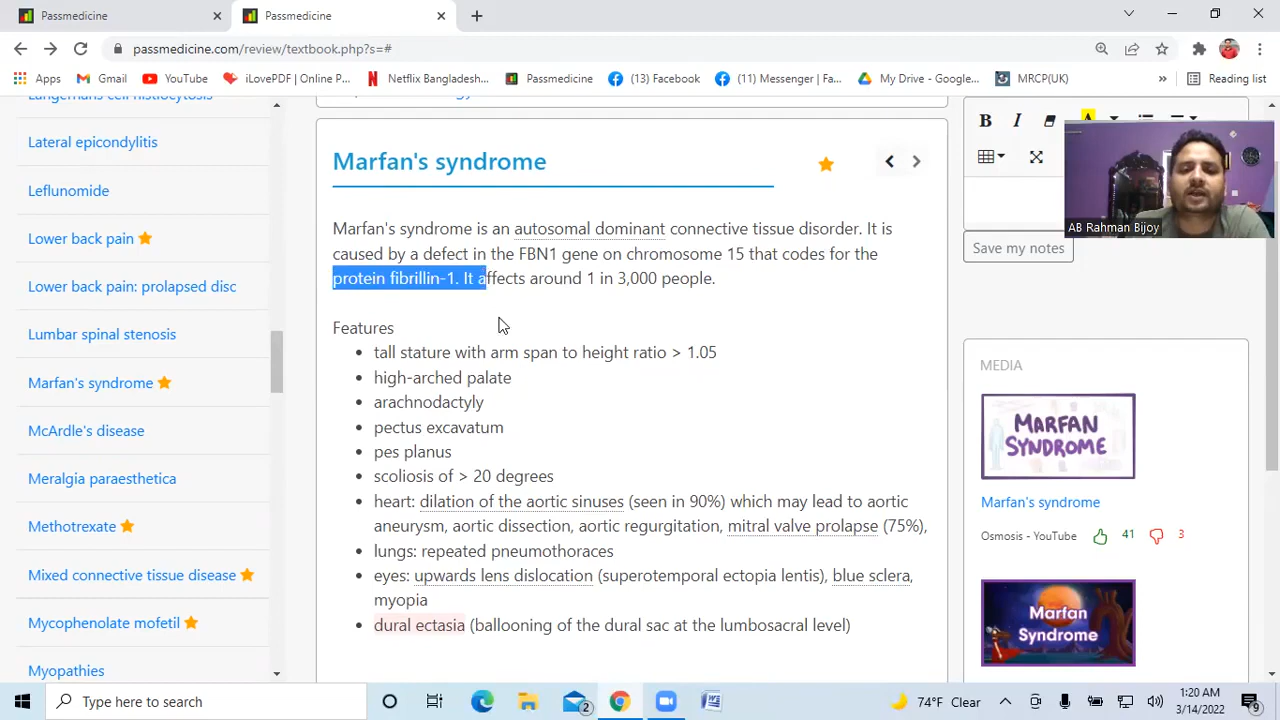 Passmedicine
Passmedicine
passmedicine.com/review/textbook.php?s=#
Apps
Gmail
YouTube
iLovePDF | Online P...
Netflix Bangladesh...
Passmedicine
(13) Facebook
(11) Messenger | Fa...
My Drive - Google...
MRCP(UK)
»
Reading list
Langerhans cell histiocytosis
Lateral epicondylitis
Leflunomide
Lower back pain
Lower back pain: prolapsed disc
Lumbar spinal stenosis
Marfan's syndrome
McArdle's disease
Meralgia paraesthetica
Methotrexate
Mixed connective tissue disease
Mycophenolate mofetil
Myopathies
Marfan's syndrome
Marfan's syndrome is an autosomal dominant connective tissue disorder. It is
caused by a defect in the FBN1 gene on chromosome 15 that codes for the
protein fibrillin-1. It affects around 1 in 3,000 people.
Features
• tall stature with arm span to height ratio > 1.05
• high-arched palate
• arachnodactyly
• pectus excavatum
• pes planus
• scoliosis of > 20 degrees
• heart: dilation of the aortic sinuses (seen in 90%) which may lead to aortic
aneurysm, aortic dissection, aortic regurgitation, mitral valve prolapse (75%),
• lungs: repeated pneumothoraces
• eyes: upwards lens dislocation (superotemporal ectopia lentis), blue sclera,
myopia
• dural ectasia (ballooning of the dural sac at the lumbosacral level)
B I A
AB Rahman Bijoy
Save my notes
MEDIA
MARFAN
SYNDROME
Marfan's syndrome
Osmosis - YouTube 41 3
Marfan
Syndrome
Type here to search
2
74°F Clear
1:20 AM
3/14/2022
9